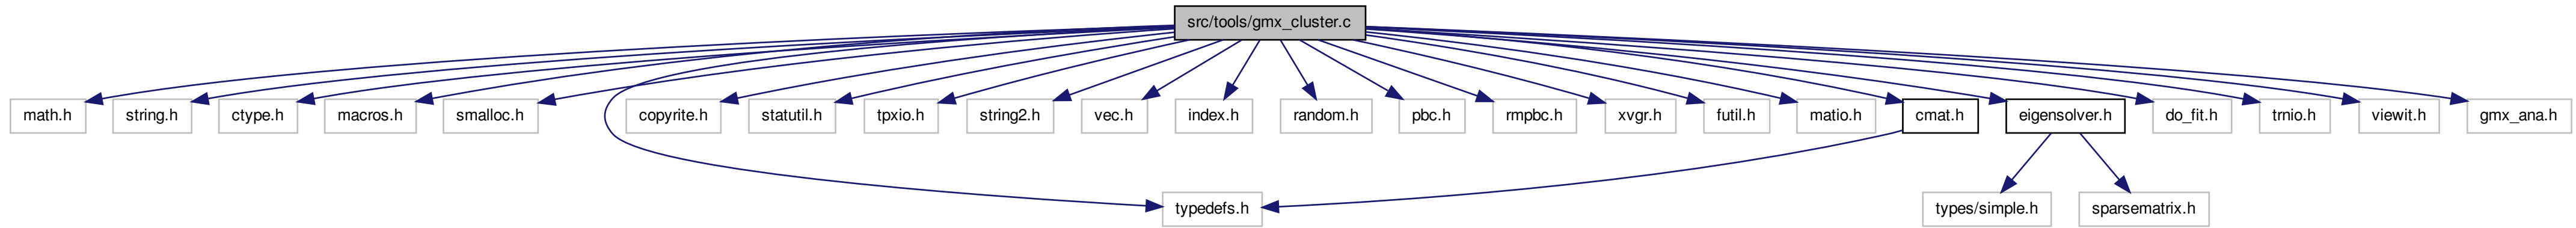 src/tools/gmx_cluster.c
math.h
string.h
ctype.h
macros.h
smalloc.h
copyrite.h
statutil.h
tpxio.h
string2.h
vec.h
index.h
random.h
pbc.h
rmpbc.h
xvgr.h
futil.h
matio.h
cmat.h
eigensolver.h
do_fit.h
trnio.h
viewit.h
gmx_ana.h
typedefs.h
types/simple.h
sparsematrix.h